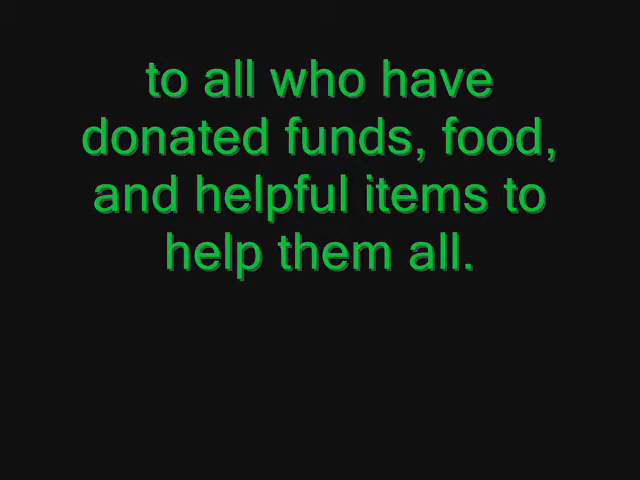 to all who have
donated funds, food,
and helpful items to
help them all.